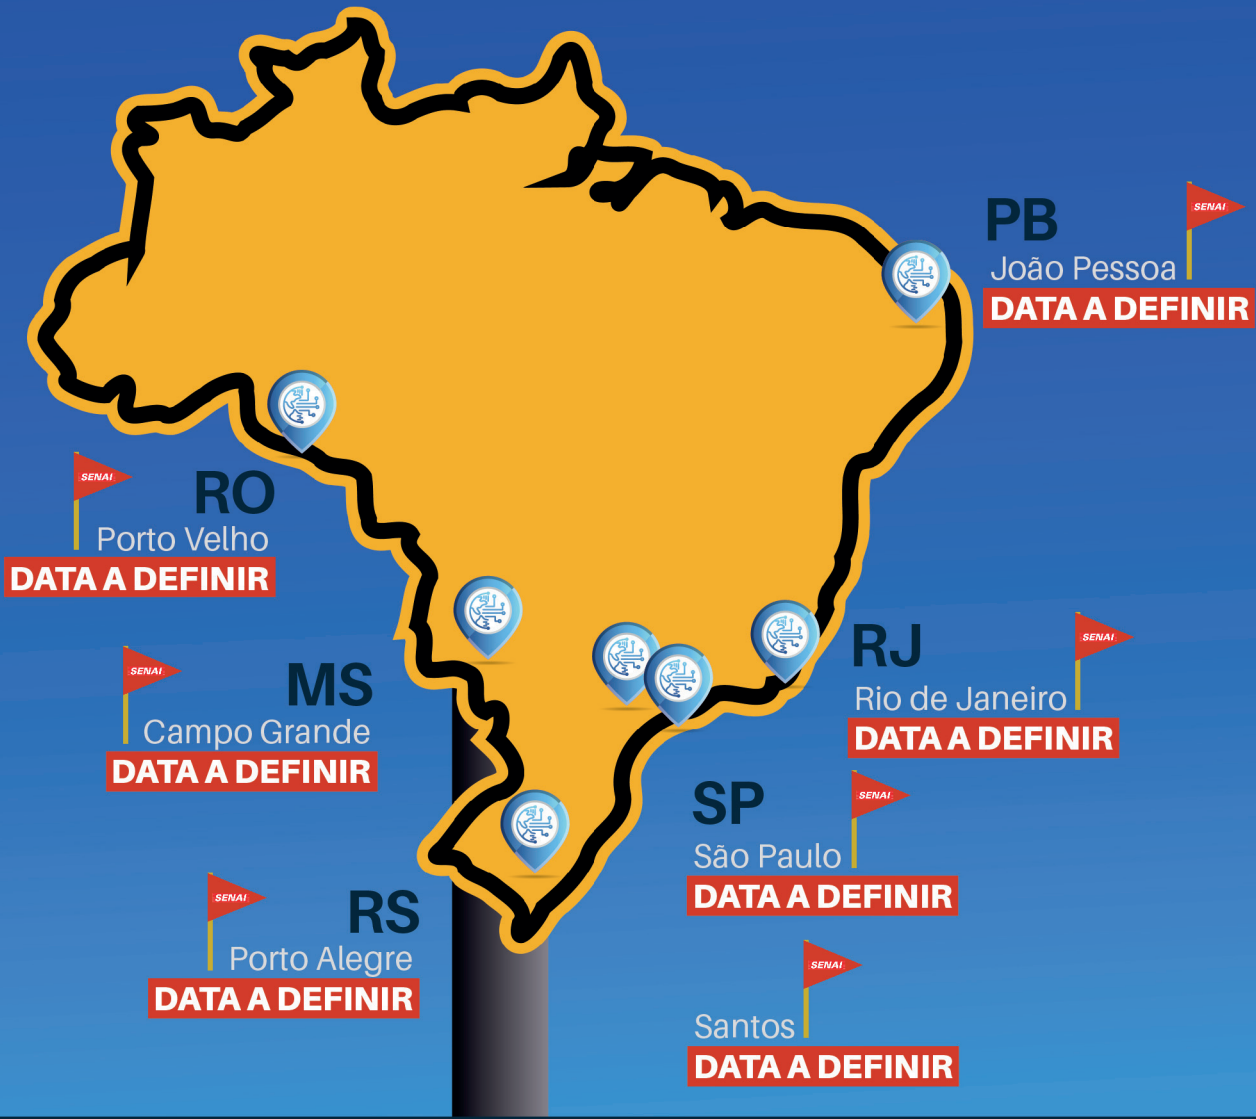 PB
SENAI
João Pessoa
DATA A DEFINIR
SENAI
RO
Porto Velho
DATA A DEFINIR
SENAI
MS
Campo Grande
DATA A DEFINIR
RJ
SENAI
Rio de Janeiro
DATA A DEFINIR
SP
SENAI
São Paulo
DATA A DEFINIR
SENAI
RS
Porto Alegre
DATA A DEFINIR
SENAI
Santos
DATA A DEFINIR